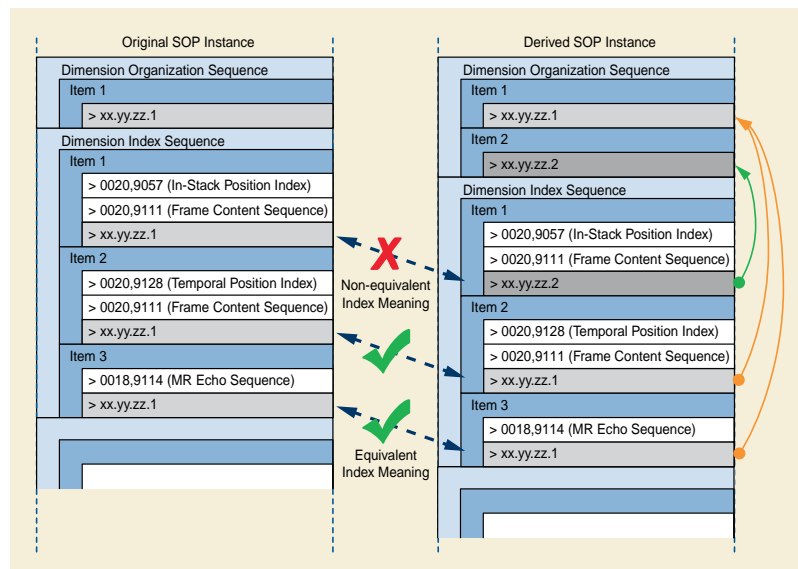 Original SOP Instance
Dimension Organization Sequence
Item 1
> xx.yy.zz.1
Dimension Index Sequence
Item 1
> 0020,9057 (In-Stack Position Index)
> 0020,9111 (Frame Content Sequence)
> xx.yy.zz.1
Item 2
> 0020,9128 (Temporal Position Index)
> 0020,9111 (Frame Content Sequence)
> xx.yy.zz.1
Item 3
> 0018,9114 (MR Echo Sequence)
> xx.yy.zz.1
X
Non-equivalent
Index Meaning
Equivalent
Index Meaning
Derived SOP Instance
Dimension Organization Sequence
Item 1
> xx.yy.zz.1
Item 2
> xx.yy.zz.2
Dimension Index Sequence
Item 1
> 0020,9057 (In-Stack Position Index)
> 0020,9111 (Frame Content Sequence)
> xx.yy.zz.2
Item 2
> 0020,9128 (Temporal Position Index)
> 0020,9111 (Frame Content Sequence)
> xx.yy.zz.1
Item 3
> 0018,9114 (MR Echo Sequence)
> xx.yy.zz.1